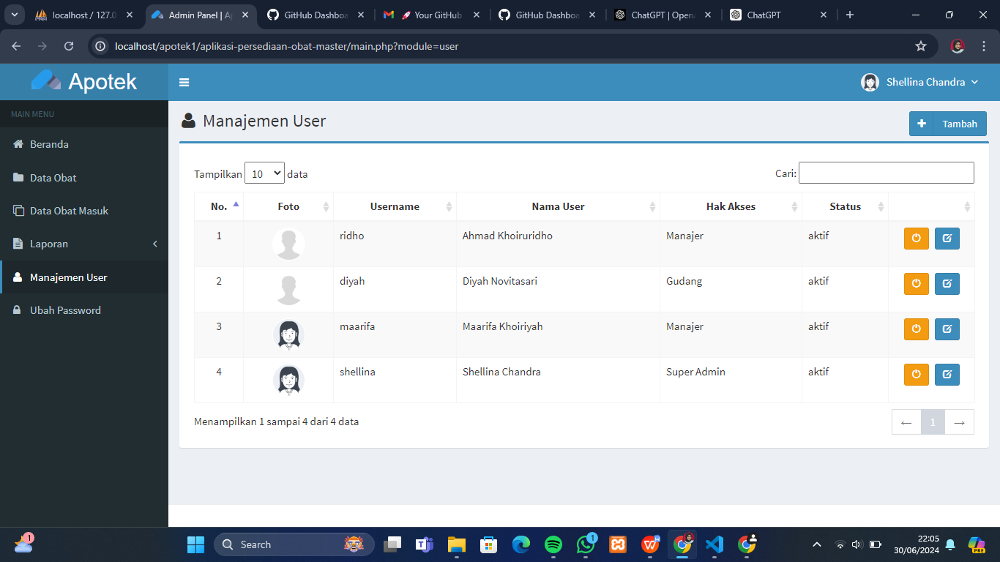 localhost / 127.0
Admin Panel | Ap
GitHub Dashboa
Your GitHub
GitHub Dashboa
ChatGPT | Open
ChatGPT
localhost/apotek1/aplikasi-persediaan-obat-master/main.php?module=user
Apotek
Shellina Chandra
MAIN MENU
Beranda
Data Obat
Data Obat Masuk
Laporan
Manajemen User
Ubah Password
Manajemen User
Tambah
Tampilkan 10 data
Cari:
No. Foto Username Nama User Hak Akses Status
1 ridho Ahmad Khoiruridho Manajer aktif
2 diyah Diyah Novitasari Gudang aktif
3 maarifa Maarifa Khoiriyah Manajer aktif
4 shellina Shellina Chandra Super Admin aktif
Menampilkan 1 sampai 4 dari 4 data
← 1 →
1
Search
1
22:05
30/06/2024
PRE